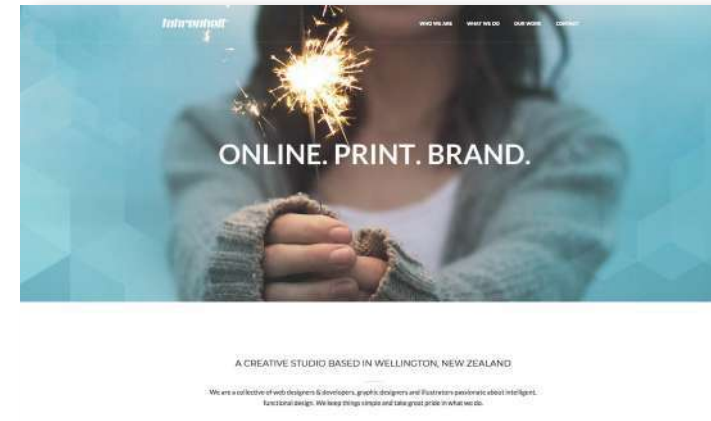 fahrenheit
WHO WE ARE WHAT WE DO OUR WORK CONTACT
ONLINE. PRINT. BRAND.
A CREATIVE STUDIO BASED IN WELLINGTON, NEW ZEALAND
We are a collective of web designers & developers, graphic designers and illustrators passionate about intelligent,
functional design. We keep things simple and take great pride in what we do.